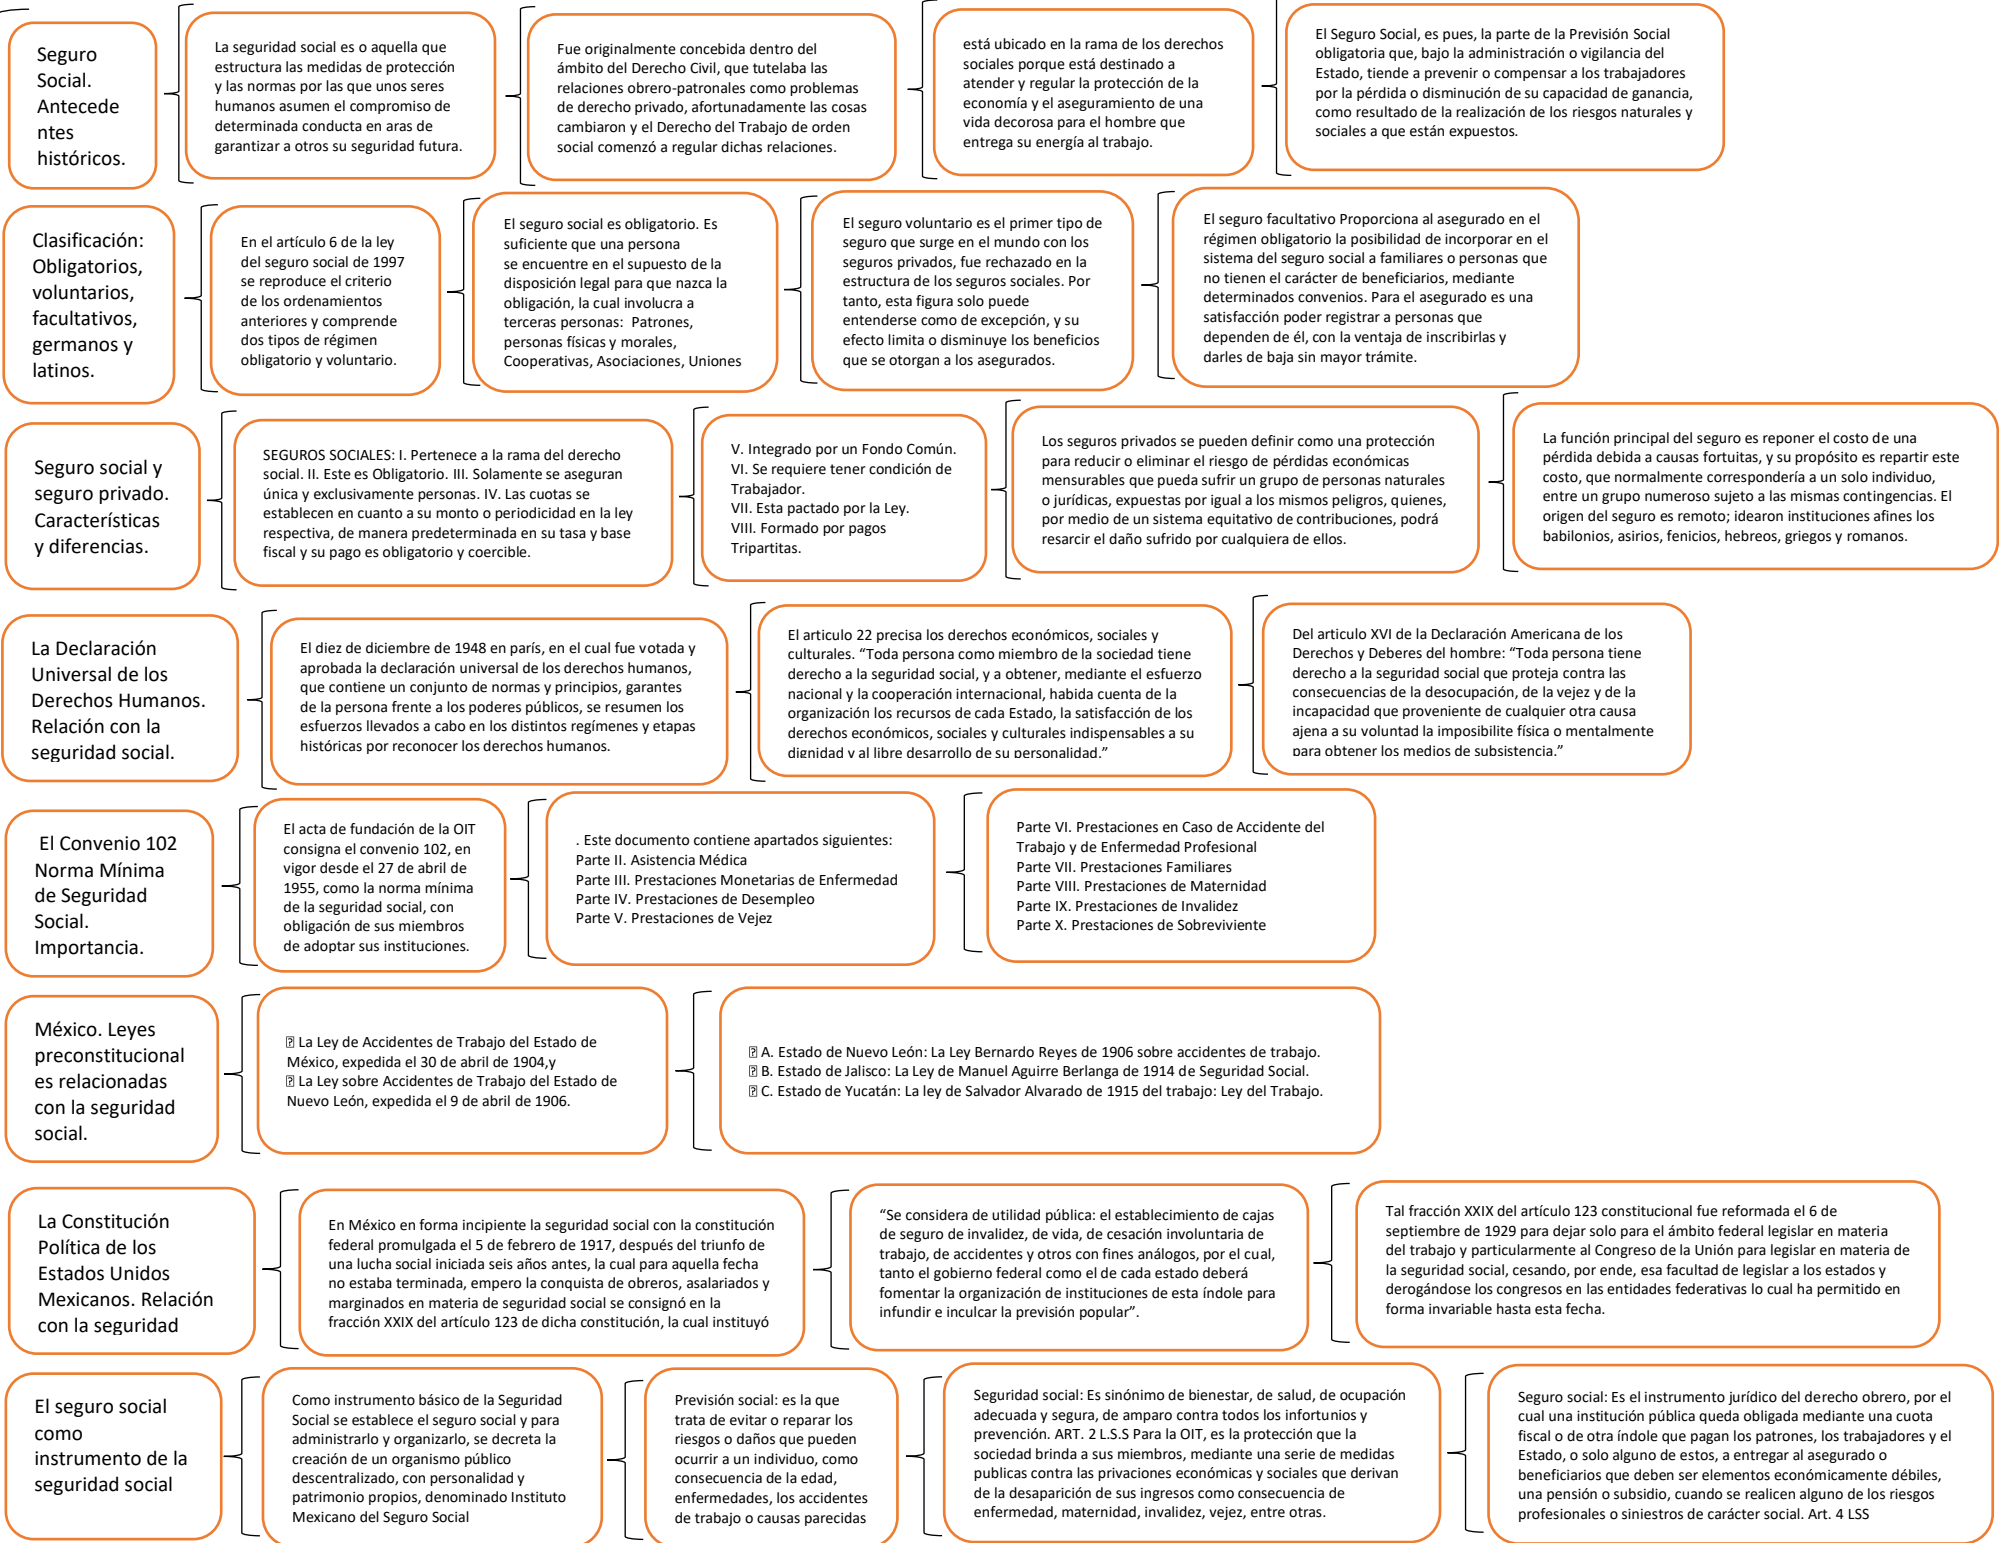 Seguro
Social.
Antecede
ntes
históricos.
La seguridad social es o aquella que
estructura las medidas de protección
y las normas por las que unos seres
humanos asumen el compromiso de
determinada conducta en aras de
garantizar a otros su seguridad futura.
Fue originalmente concebida dentro del
ámbito del Derecho Civil, que tutelaba las
relaciones obrero-patronales como problemas
de derecho privado, afortunadamente las cosas
cambiaron y el Derecho del Trabajo de orden
social comenzó a regular dichas relaciones.
está ubicado en la rama de los derechos
sociales porque está destinado a
atender y regular la protección de la
economía y el aseguramiento de una
vida decorosa para el hombre que
entrega su energía al trabajo.
El Seguro Social, es pues, la parte de la Previsión Social
obligatoria que, bajo la administración o vigilancia del
Estado, tiende a prevenir o compensar a los trabajadores
por la pérdida o disminución de su capacidad de ganancia,
como resultado de la realización de los riesgos naturales y
sociales a que están expuestos.
Clasificación:
Obligatorios,
voluntarios,
facultativos,
germanos y
latinos.
En el artículo 6 de la ley
del seguro social de 1997
se reproduce el criterio
de los ordenamientos
anteriores y comprende
dos tipos de régimen
obligatorio y voluntario.
El seguro social es obligatorio. Es
suficiente que una persona
se encuentre en el supuesto de la
disposición legal para que nazca la
obligación, la cual involucra a
terceras personas:  Patrones,
personas físicas y morales,
Cooperativas, Asociaciones, Uniones
El seguro voluntario es el primer tipo de
seguro que surge en el mundo con los
seguros privados, fue rechazado en la
estructura de los seguros sociales. Por
tanto, esta figura solo puede
entenderse como de excepción, y su
efecto limita o disminuye los beneficios
que se otorgan a los asegurados.
El seguro facultativo Proporciona al asegurado en el
régimen obligatorio la posibilidad de incorporar en el
sistema del seguro social a familiares o personas que
no tienen el carácter de beneficiarios, mediante
determinados convenios. Para el asegurado es una
satisfacción poder registrar a personas que
dependen de él, con la ventaja de inscribirlas y
darles de baja sin mayor trámite.
Seguro social y
seguro privado.
Características
y diferencias.
SEGUROS SOCIALES: I. Pertenece a la rama del derecho
social. II. Este es Obligatorio. III. Solamente se aseguran
única y exclusivamente personas. IV. Las cuotas se
establecen en cuanto a su monto o periodicidad en la ley
respectiva, de manera predeterminada en su tasa y base
fiscal y su pago es obligatorio y coercible.
V. Integrado por un Fondo Común.
VI. Se requiere tener condición de
Trabajador.
VII. Esta pactado por la Ley.
VIII. Formado por pagos
Tripartitas.
Los seguros privados se pueden definir como una protección
para reducir o eliminar el riesgo de pérdidas económicas
mensurables que pueda sufrir un grupo de personas naturales
o jurídicas, expuestas por igual a los mismos peligros, quienes,
por medio de un sistema equitativo de contribuciones, podrá
resarcir el daño sufrido por cualquiera de ellos.
La función principal del seguro es reponer el costo de una
pérdida debida a causas fortuitas, y su propósito es repartir este
costo, que normalmente correspondería a un solo individuo,
entre un grupo numeroso sujeto a las mismas contingencias. El
origen del seguro es remoto; idearon instituciones afines los
babilonios, asirios, fenicios, hebreos, griegos y romanos.
La Declaración
Universal de los
Derechos Humanos.
Relación con la
seguridad social.
El diez de diciembre de 1948 en parís, en el cual fue votada y
aprobada la declaración universal de los derechos humanos,
que contiene un conjunto de normas y principios, garantes
de la persona frente a los poderes públicos, se resumen los
esfuerzos llevados a cabo en los distintos regímenes y etapas
históricas por reconocer los derechos humanos.
El articulo 22 precisa los derechos económicos, sociales y
culturales. “Toda persona como miembro de la sociedad tiene
derecho a la seguridad social, y a obtener, mediante el esfuerzo
nacional y la cooperación internacional, habida cuenta de la
organización los recursos de cada Estado, la satisfacción de los
derechos económicos, sociales y culturales indispensables a su
dignidad y al libre desarrollo de su personalidad.”
Del articulo XVI de la Declaración Americana de los
Derechos y Deberes del hombre: “Toda persona tiene
derecho a la seguridad social que proteja contra las
consecuencias de la desocupación, de la vejez y de la
incapacidad que proveniente de cualquier otra causa
ajena a su voluntad la imposibilite física o mentalmente
para obtener los medios de subsistencia.”
El Convenio 102
Norma Mínima
de Seguridad
Social.
Importancia.
El acta de fundación de la OIT
consigna el convenio 102, en
vigor desde el 27 de abril de
1955, como la norma mínima
de la seguridad social, con
obligación de sus miembros
de adoptar sus instituciones.
. Este documento contiene apartados siguientes:
Parte II. Asistencia Médica
Parte III. Prestaciones Monetarias de Enfermedad
Parte IV. Prestaciones de Desempleo
Parte V. Prestaciones de Vejez
Parte VI. Prestaciones en Caso de Accidente del
Trabajo y de Enfermedad Profesional
Parte VII. Prestaciones Familiares
Parte VIII. Prestaciones de Maternidad
Parte IX. Prestaciones de Invalidez
Parte X. Prestaciones de Sobreviviente
México. Leyes
preconstitucional
es relacionadas
con la seguridad
social.
La Ley de Accidentes de Trabajo del Estado de
México, expedida el 30 de abril de 1904,y
La Ley sobre Accidentes de Trabajo del Estado de
Nuevo León, expedida el 9 de abril de 1906.
A. Estado de Nuevo León: La Ley Bernardo Reyes de 1906 sobre accidentes de trabajo.
B. Estado de Jalisco: La Ley de Manuel Aguirre Berlanga de 1914 de Seguridad Social.
C. Estado de Yucatán: La ley de Salvador Alvarado de 1915 del trabajo: Ley del Trabajo.
La Constitución
Política de los
Estados Unidos
Mexicanos. Relación
con la seguridad
En México en forma incipiente la seguridad social con la constitución
federal promulgada el 5 de febrero de 1917, después del triunfo de
una lucha social iniciada seis años antes, la cual para aquella fecha
no estaba terminada, empero la conquista de obreros, asalariados y
marginados en materia de seguridad social se consignó en la
fracción XXIX del artículo 123 de dicha constitución, la cual instituyó
“Se considera de utilidad pública: el establecimiento de cajas
de seguro de invalidez, de vida, de cesación involuntaria de
trabajo, de accidentes y otros con fines análogos, por el cual,
tanto el gobierno federal como el de cada estado deberá
fomentar la organización de instituciones de esta índole para
infundir e inculcar la previsión popular”.
Tal fracción XXIX del artículo 123 constitucional fue reformada el 6 de
septiembre de 1929 para dejar solo para el ámbito federal legislar en materia
del trabajo y particularmente al Congreso de la Unión para legislar en materia de
la seguridad social, cesando, por ende, esa facultad de legislar a los estados y
derogándose los congresos en las entidades federativas lo cual ha permitido en
forma invariable hasta esta fecha.
El seguro social
como
instrumento de la
seguridad social
Como instrumento básico de la Seguridad
Social se establece el seguro social y para
administrarlo y organizarlo, se decreta la
creación de un organismo público
descentralizado, con personalidad y
patrimonio propios, denominado Instituto
Mexicano del Seguro Social
Previsión social: es la que
trata de evitar o reparar los
riesgos o daños que pueden
ocurrir a un individuo, como
consecuencia de la edad,
enfermedades, los accidentes
de trabajo o causas parecidas
Seguridad social: Es sinónimo de bienestar, de salud, de ocupación
adecuada y segura, de amparo contra todos los infortunios y
prevención. ART. 2 L.S.S Para la OIT, es la protección que la
sociedad brinda a sus miembros, mediante una serie de medidas
publicas contra las privaciones económicas y sociales que derivan
de la desaparición de sus ingresos como consecuencia de
enfermedad, maternidad, invalidez, vejez, entre otras.
Seguro social: Es el instrumento jurídico del derecho obrero, por el
cual una institución pública queda obligada mediante una cuota
fiscal o de otra índole que pagan los patrones, los trabajadores y el
Estado, o solo alguno de estos, a entregar al asegurado o
beneficiarios que deben ser elementos económicamente débiles,
una pensión o subsidio, cuando se realicen alguno de los riesgos
profesionales o siniestros de carácter social. Art. 4 LSS